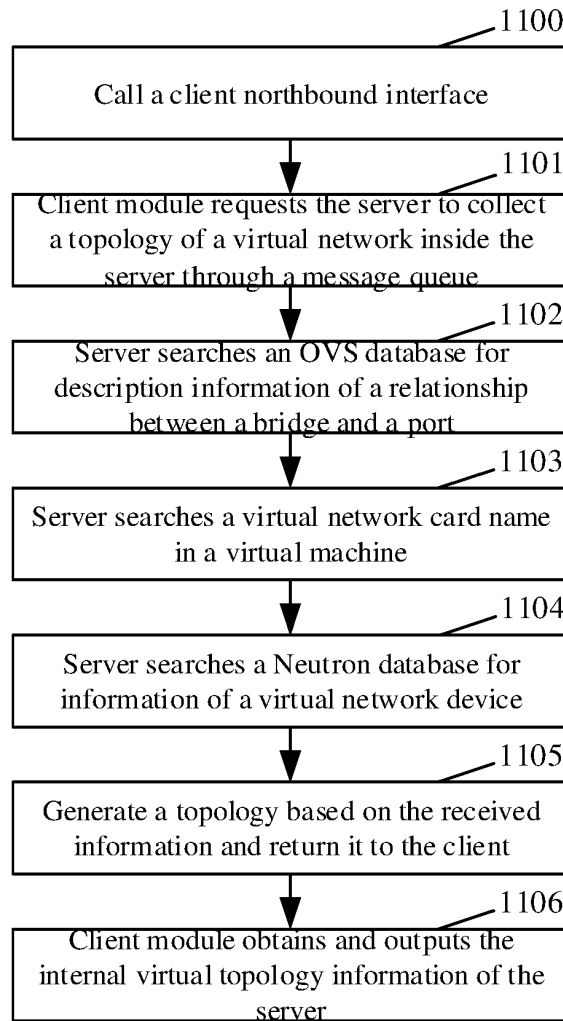 1100
Call a client northbound interface
1101
Client module requests the server to collect
a topology of a virtual network inside the
server through a message queue
1102
Server searches an OVS database for
description information of a relationship
between a bridge and a port
1103
Server searches a virtual network card name
in a virtual machine
1104
Server searches a Neutron database for
information of a virtual network device
1105
Generate a topology based on the received
information and return it to the client
1106
Client module obtains and outputs the
internal virtual topology information of the
server